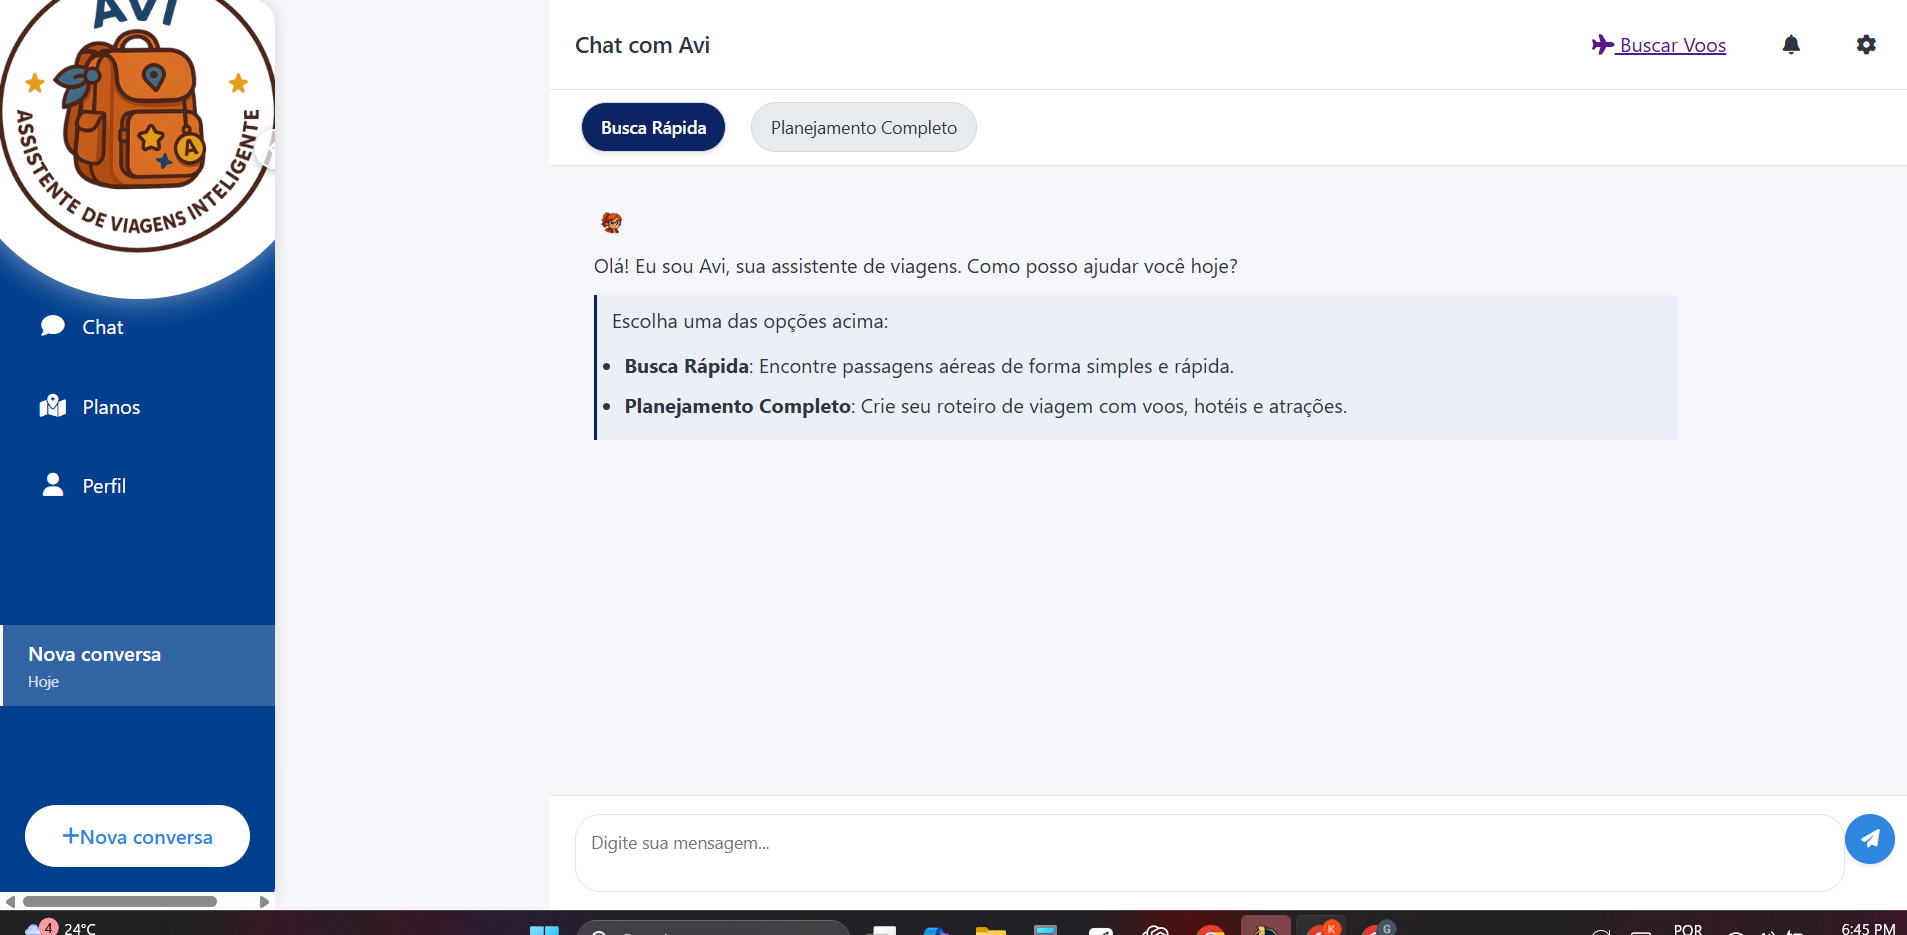 AVI
ASSISTENTE DE VIAGENS INTELIGENTE
A
Chat
Planos
Perfil
Nova conversa
Hoje
+Nova conversa
Chat com Avi
Buscar Voos
Busca Rápida
Planejamento Completo
Olá! Eu sou Avi, sua assistente de viagens. Como posso ajudar você hoje?
Escolha uma das opções acima:
• Busca Rápida: Encontre passagens aéreas de forma simples e rápida.
• Planejamento Completo: Crie seu roteiro de viagem com voos, hotéis e atrações.
Digite sua mensagem...
4
24°C
K
G
POR
6:45 PM